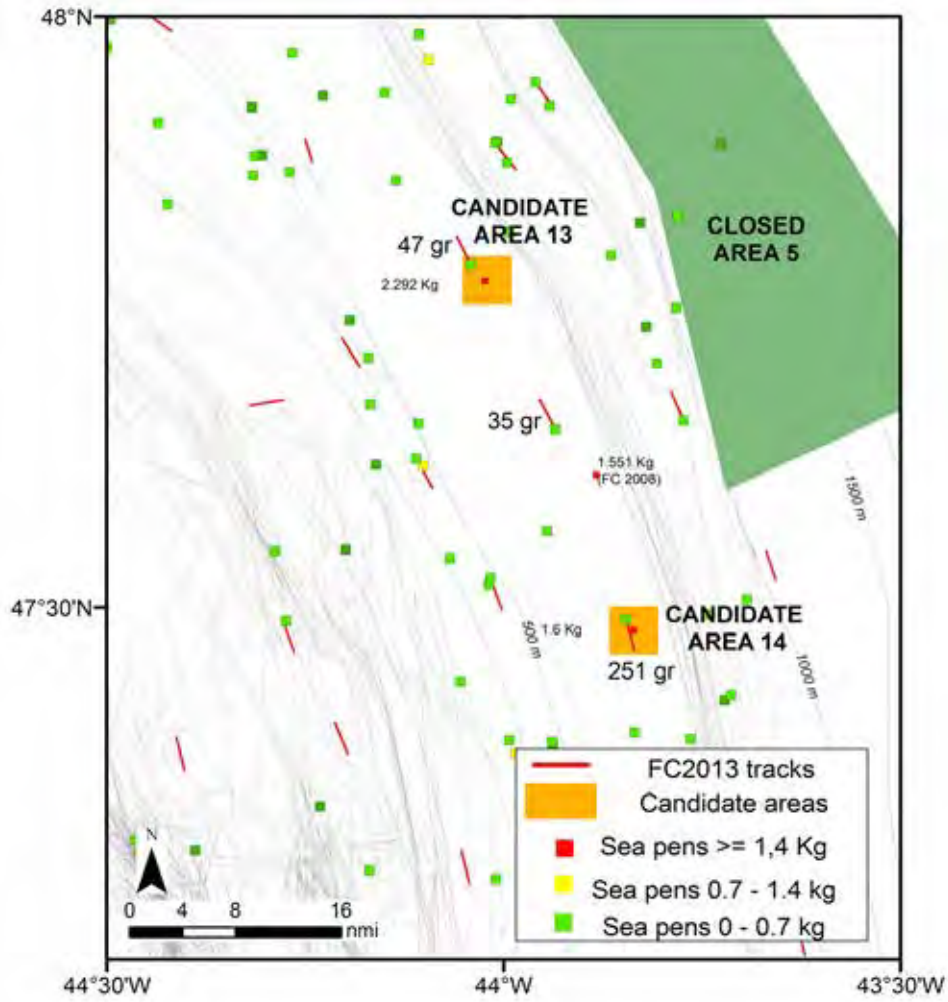 48°N
CANDIDATE
AREA 13
47 gr
2.292 Kg
CLOSED
AREA 5
35 gr
1.551 Kg
(FC 2008)
1500 m
47°30'N
1.6 Kg
500 m
CANDIDATE
AREA 14
251 gr
1000 m
FC2013 tracks
Candidate areas
Sea pens >= 1,4 Kg
Sea pens 0.7 - 1.4 kg
Sea pens 0 - 0.7 kg
N
0 4 8 16
nmi
44°30'W
44°W
43°30'W